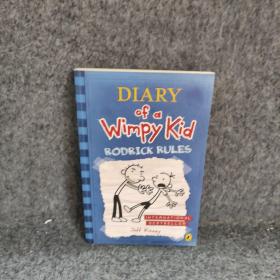 DIARY
of a
Wimpy Kid
RODRICK RULES
INTERNATIONAL
BESTSELLER
Jeff Kinney